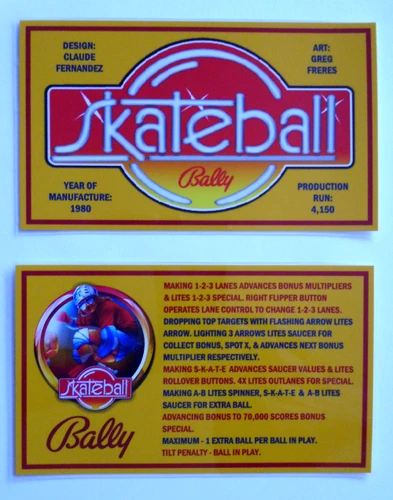 DESIGN:
CLAUDE
FERNANDEZ
ART:
GREG
FRERES
Skateball
Bally
YEAR OF
MANUFACTURE:
1980
PRODUCTION
RUN:
4,150
MAKING 1-2-3 LANES ADVANCES BONUS MULTIPLIERS
& LITES 1-2-3 SPECIAL. RIGHT FLIPPER BUTTON
OPERATES LANE CONTROL TO CHANGE 1-2-3 LANES.
DROPPING TOP TARGETS WITH FLASHING ARROW LITES
ARROW. LIGHTING 3 ARROWS LITES SAUCER FOR
COLLECT BONUS, SPOT X, & ADVANCES NEXT BONUS
MULTIPLIER RESPECTIVELY.
MAKING S-K-A-T-E ADVANCES SAUCER VALUES & LITES
ROLLOVER BUTTONS. 4X LITES OUTLANES FOR SPECIAL.
MAKING A-B LITES SPINNER, S-K-A-T-E & A-B LITES
SAUCER FOR EXTRA BALL.
ADVANCING BONUS TO 70,000 SCORES BONUS
SPECIAL.
MAXIMUM - 1 EXTRA BALL PER BALL IN PLAY.
TILT PENALTY - BALL IN PLAY.
Skateball
Bally